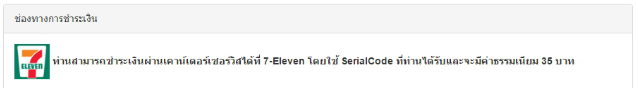 ช่องทางการชำระเงิน
ELEVEN ท่านสามารถชำระเงินผ่านเคาน์เตอร์เซอร์วิสได้ที่ 7-Eleven โดยใช้ SerialCode ที่ท่านได้รับและจะมีค่าธรรมเนียม 35 บาท